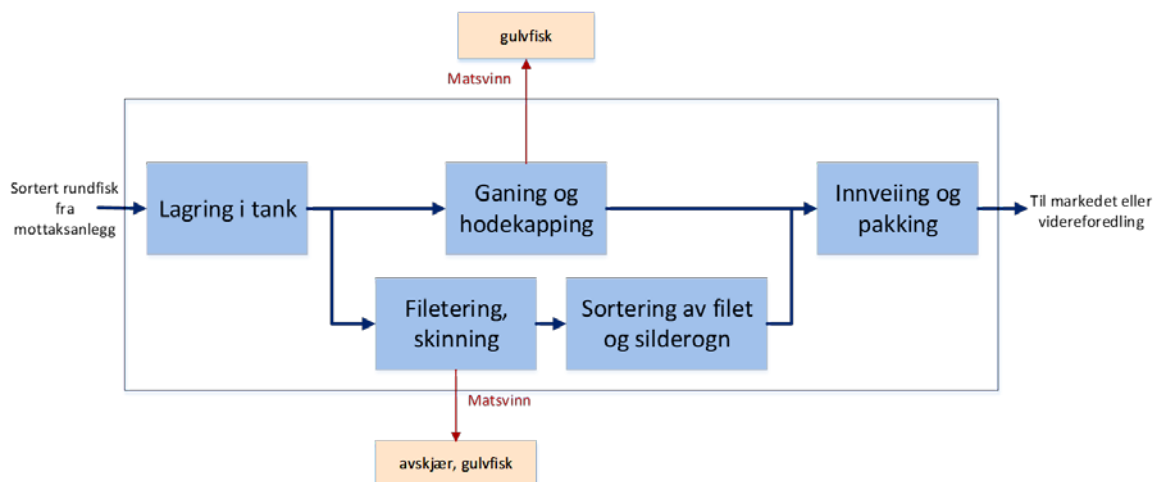 gulvfisk
Matsvinn
Sortert rundfisk
fra
mottaksanlegg
Lagring i tank
Ganing og
hodekapping
Innveiing og
pakking
Til markedet eller
videreforedling
Filetering,
skinning
Sortering av filet
og silderogn
Matsvinn
avskjær, gulvfisk